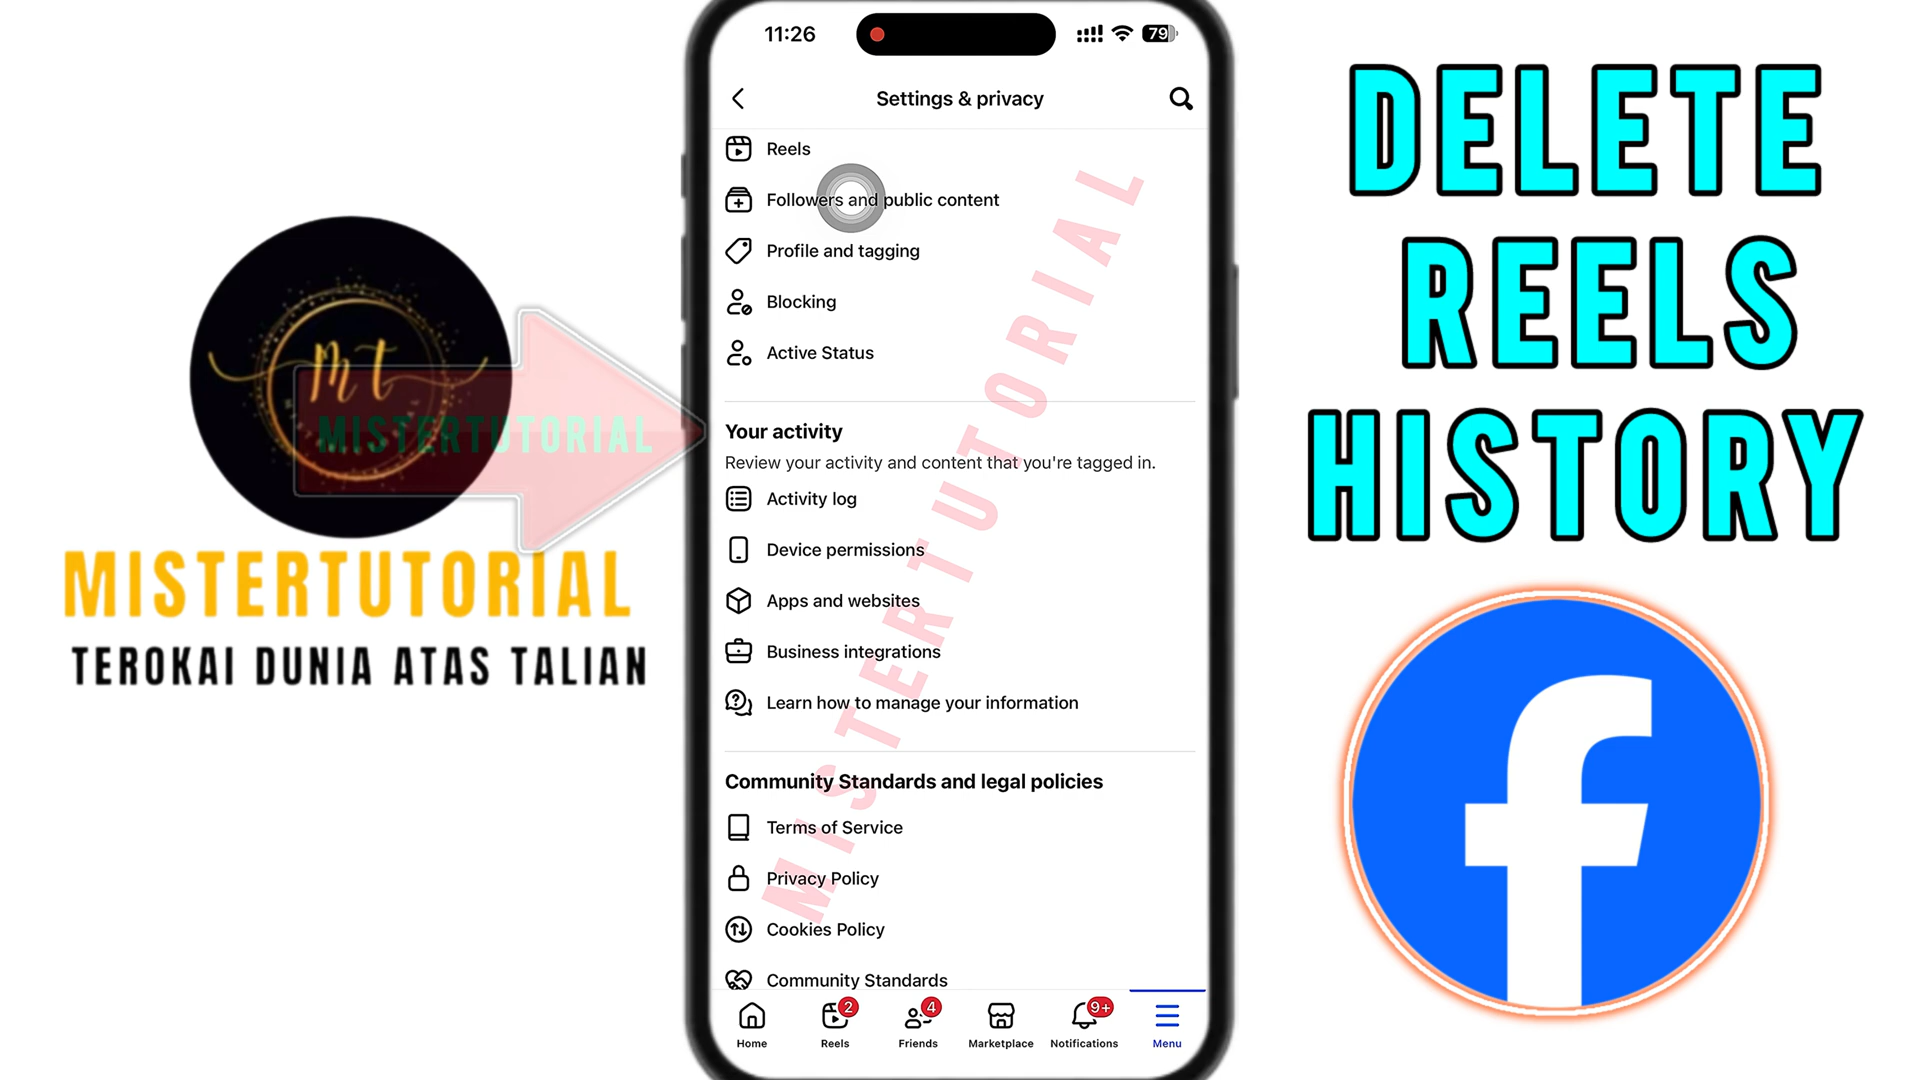 11:26
79
Settings & privacy
Reels
Followers and public content
Profile and tagging
Blocking
Active Status
Your activity
Review your activity and content that you're tagged in.
Activity log
Device permissions
Apps and websites
Business integrations
Learn how to manage your information
Community Standards and legal policies
Terms of Service
Privacy Policy
Cookies Policy
Community Standards
2
4
9+
Home
Reels
Friends
Marketplace
Notifications
Menu
MISTERTUTORIAL
Mt
MISTERTUTORIAL
MISTERTUTORIAL
TEROKAI DUNIA ATAS TALIAN
DELETE
REELS
HISTORY
f